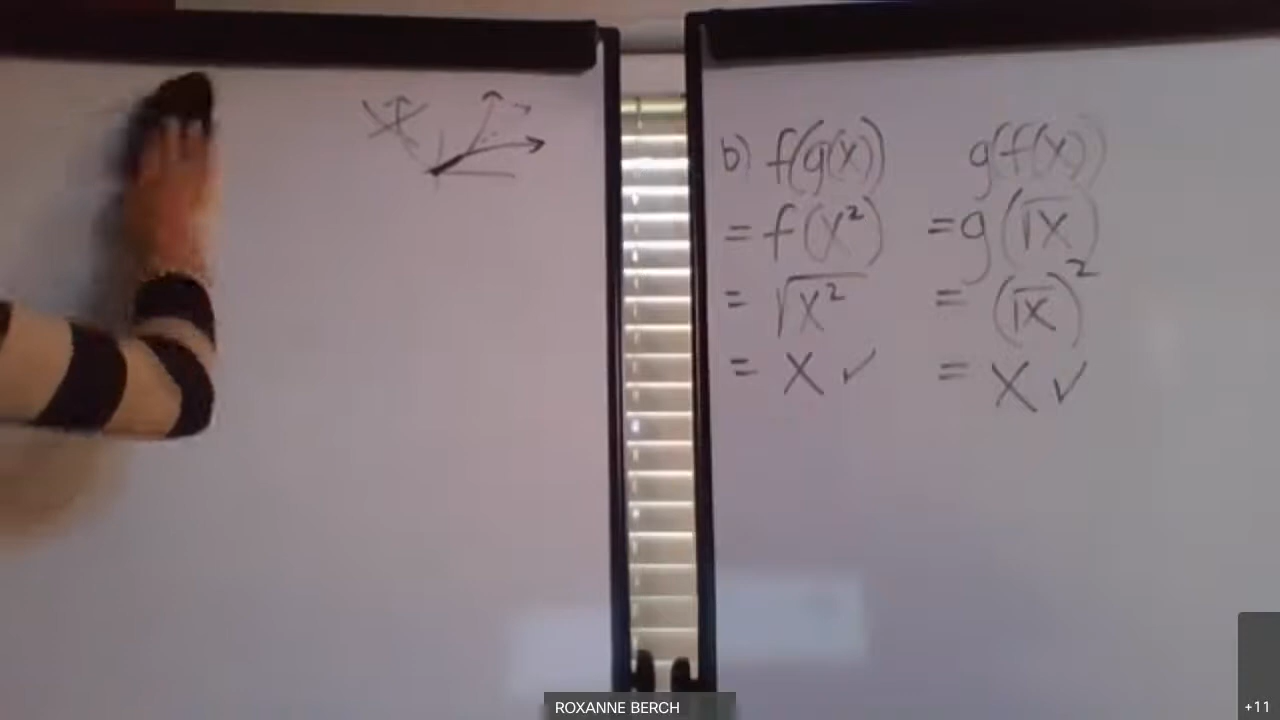 b) f(g(x)) g(f(x))
= f(x²) =g(√x)
= √x² = (√x)²
= x ✓ = x ✓
ROXANNE BERCH
+11